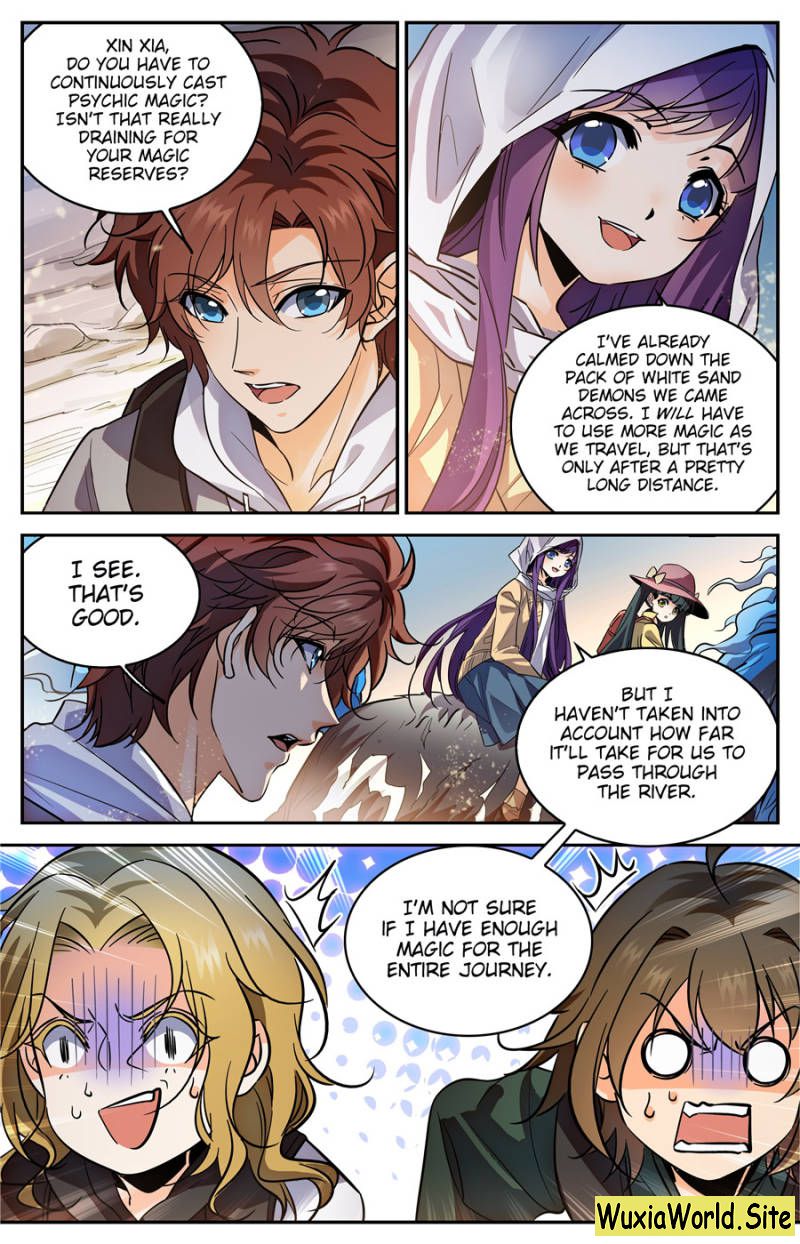 XIN XIA,
DO YOU HAVE TO
CONTINUOUSLY CAST
PSYCHIC MAGIC?
ISN'T THAT REALLY
DRAINING FOR
YOUR MAGIC
RESERVES?
I'VE ALREADY
CALMED DOWN THE
PACK OF WHITE SAND
DEMONS WE CAME
ACROSS. I WILL HAVE
TO USE MORE MAGIC AS
WE TRAVEL, BUT THAT'S
ONLY AFTER A PRETTY
LONG DISTANCE.
I SEE.
THAT'S
GOOD.
BUT I
HAVEN'T TAKEN INTO
ACCOUNT HOW FAR
IT'LL TAKE FOR US TO
PASS THROUGH
THE RIVER.
I'M NOT SURE
IF I HAVE ENOUGH
MAGIC FOR THE
ENTIRE JOURNEY.
WuxiaWorld.Site